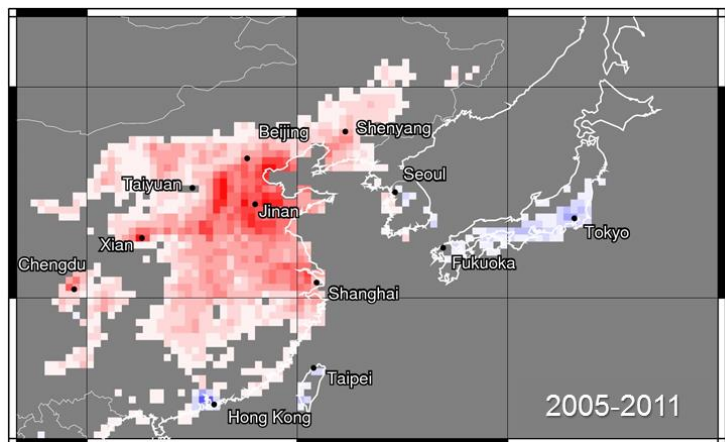 Beijing
Shenyang
Taiyuan
Seoul
Jinan
Tokyo
Xian
Fukuoka
Chengdu
Shanghai
Taipei
Hong Kong
2005-2011